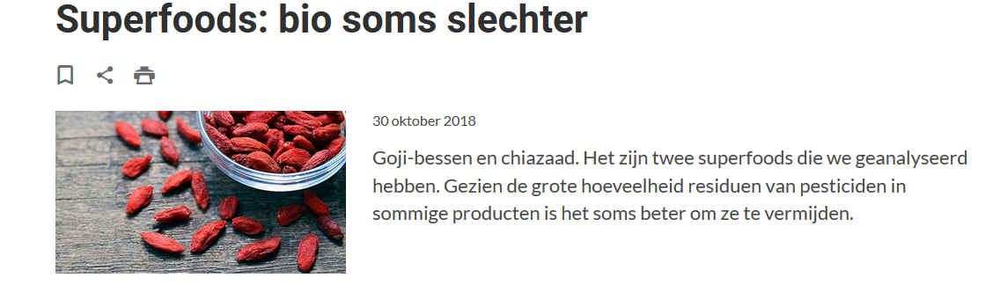 Superfoods: bio soms slechter
30 oktober 2018
Goji-bessen en chiazaad. Het zijn twee superfoods die we geanalyseerd
hebben. Gezien de grote hoeveelheid residuen van pesticiden in
sommige producten is het soms beter om ze te vermijden.